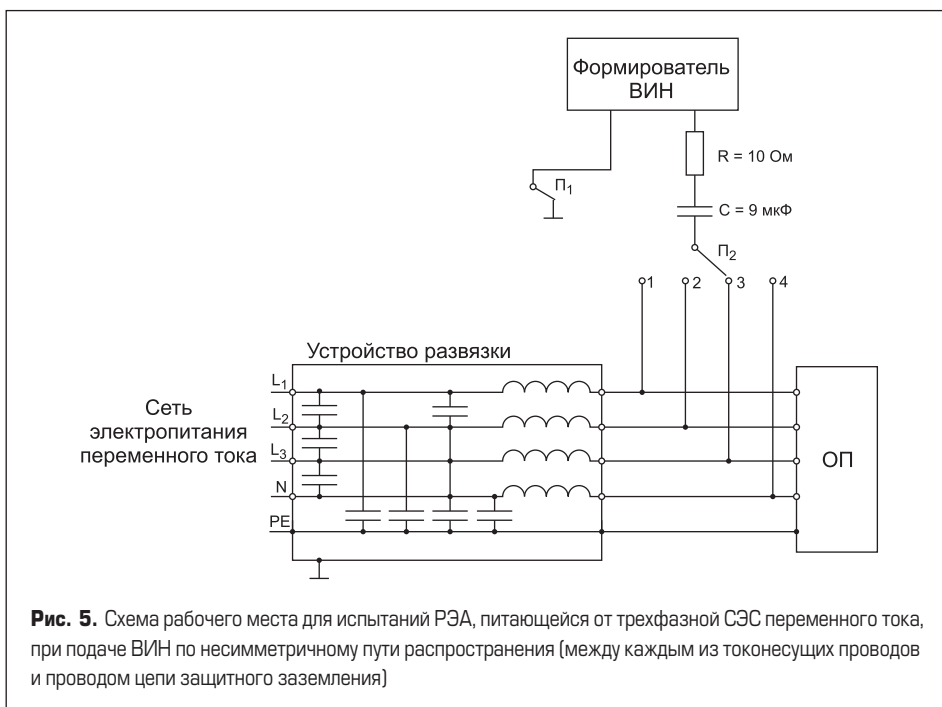 Формирователь
ВИН
R = 10 Ом
П₁
C = 9 мкФ
П₂
1
2
3
4
Устройство развязки
Сеть
электропитания
переменного тока
L₁
L₂
L₃
N
PE
ОП
Рис. 5. Схема рабочего места для испытаний РЭА, питающейся от трехфазной СЭС переменного тока,
при подаче ВИН по несимметричному пути распространения (между каждым из токонесущих проводов
и проводом цепи защитного заземления)